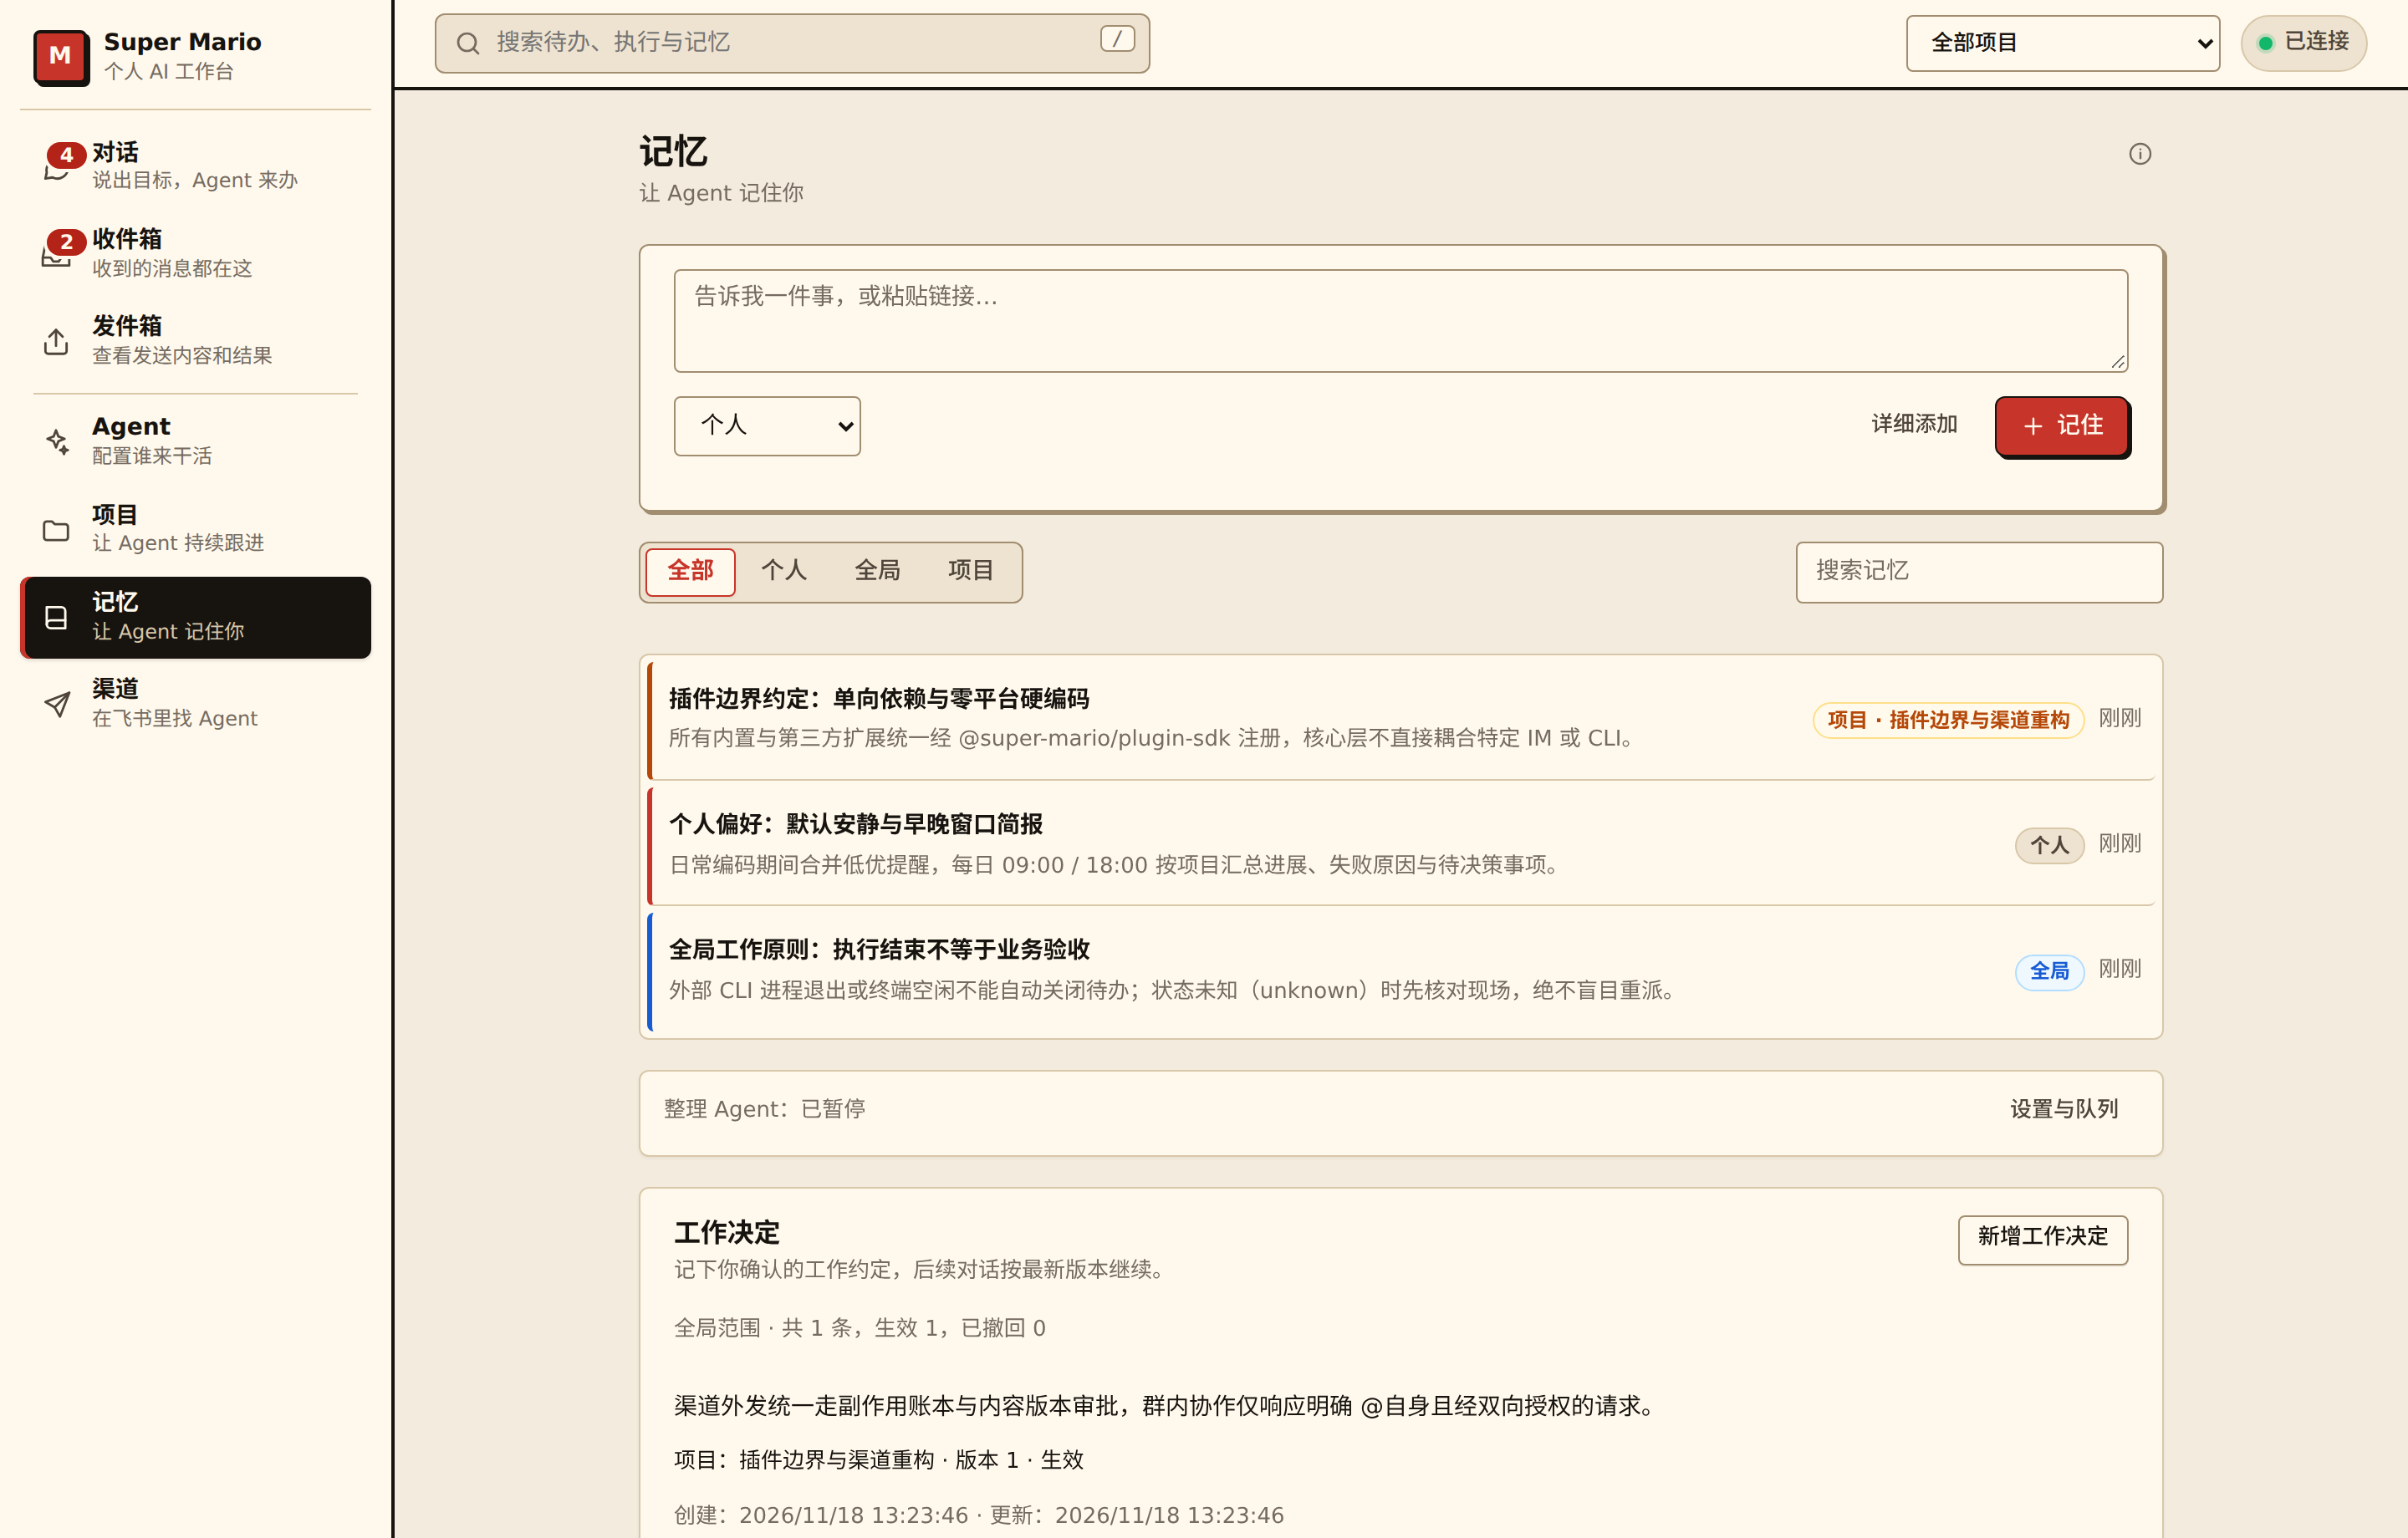 M
Super Mario
个人 AI 工作台
4
对话
说出目标，Agent 来办
2
收件箱
收到的消息都在这
发件箱
查看发送内容和结果
Agent
配置谁来干活
项目
让 Agent 持续跟进
记忆
让 Agent 记住你
渠道
在飞书里找 Agent
搜索待办、执行与记忆
/
全部项目
已连接
记忆
让 Agent 记住你
告诉我一件事，或粘贴链接…
个人
详细添加
＋ 记住
全部
个人
全局
项目
搜索记忆
插件边界约定：单向依赖与零平台硬编码
所有内置与第三方扩展统一经 @super-mario/plugin-sdk 注册，核心层不直接耦合特定 IM 或 CLI。
项目 · 插件边界与渠道重构
刚刚
个人偏好：默认安静与早晚窗口简报
日常编码期间合并低优提醒，每日 09:00 / 18:00 按项目汇总进展、失败原因与待决策事项。
个人
刚刚
全局工作原则：执行结束不等于业务验收
外部 CLI 进程退出或终端空闲不能自动关闭待办；状态未知（unknown）时先核对现场，绝不盲目重派。
全局
刚刚
整理 Agent：已暂停
设置与队列
工作决定
记下你确认的工作约定，后续对话按最新版本继续。
新增工作决定
全局范围 · 共 1 条，生效 1，已撤回 0
渠道外发统一走副作用账本与内容版本审批，群内协作仅响应明确 @自身且经双向授权的请求。
项目：插件边界与渠道重构 · 版本 1 · 生效
创建：2026/11/18 13:23:46 · 更新：2026/11/18 13:23:46